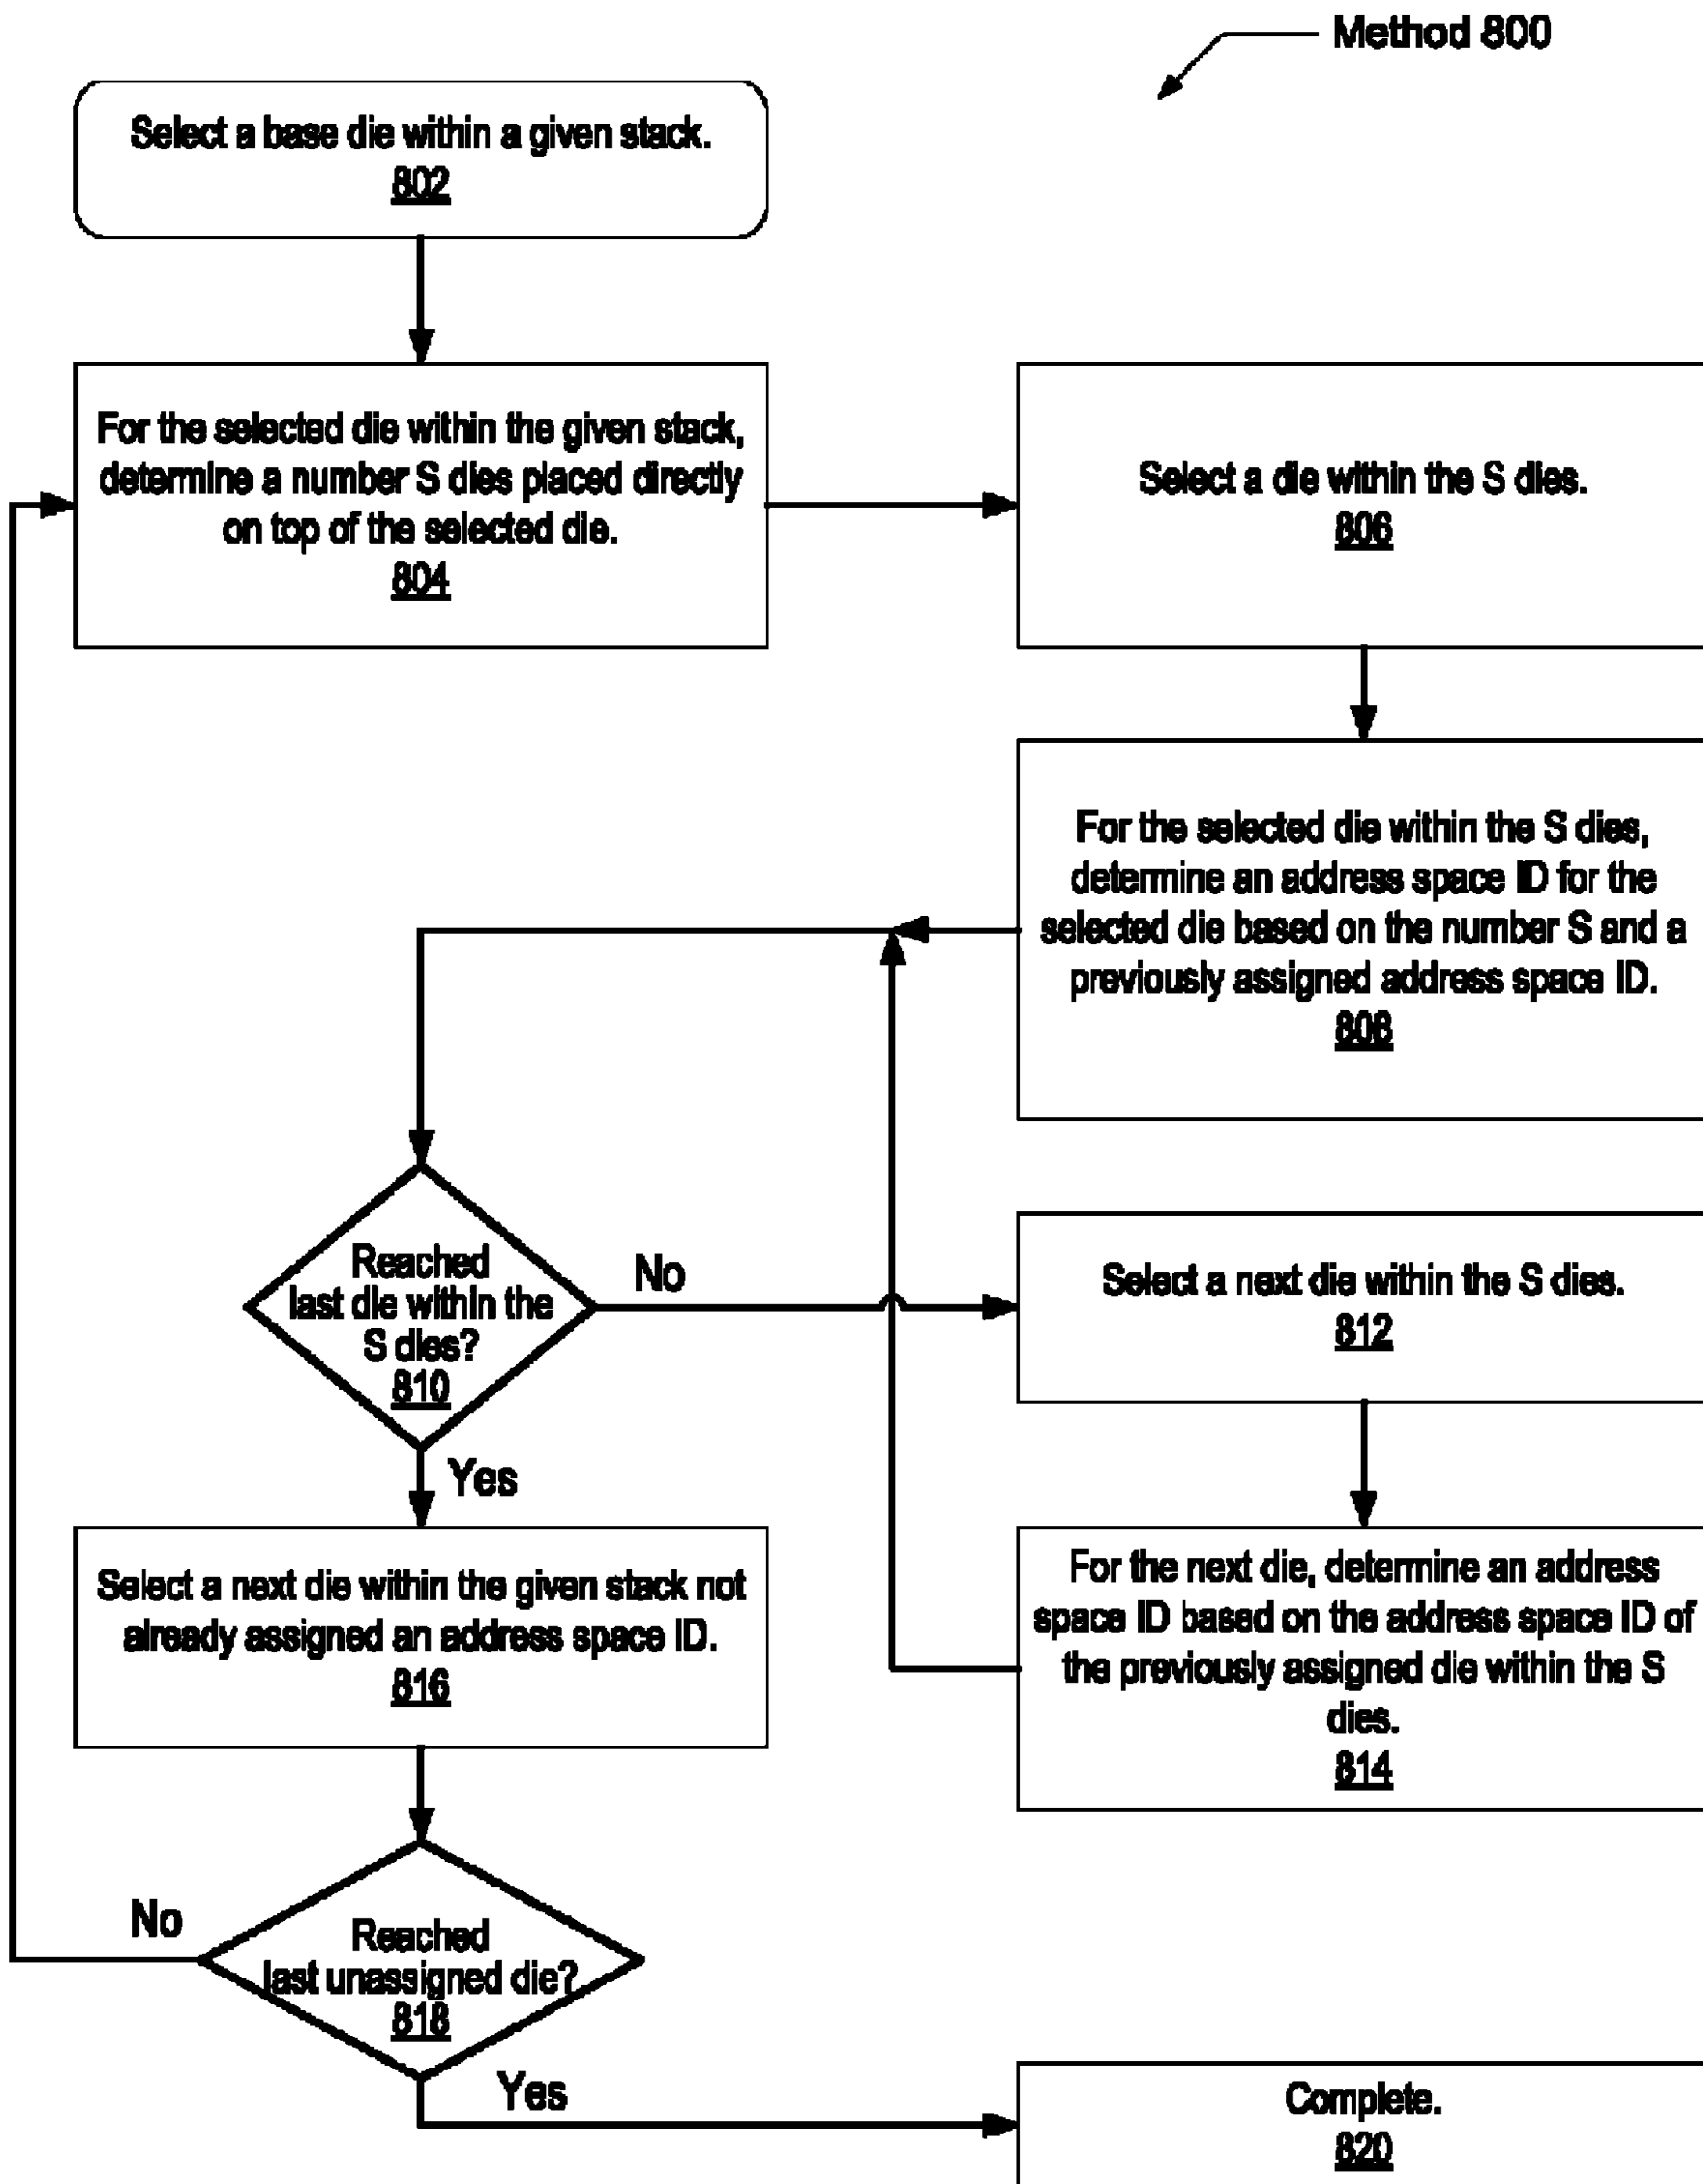 Method 800
Select a base die within a given stack.
802
For the selected die within the given stack,
determine a number S dies placed directly
on top of the selected die.
804
Select a die within the S dies.
806
For the selected die within the S dies,
determine an address space ID for the
selected die based on the number S and a
previously assigned address space ID.
808
Reached
last die within the
S dies?
810
No
Yes
Select a next die within the S dies.
812
For the next die, determine an address
space ID based on the address space ID of
the previously assigned die within the S
dies.
814
Select a next die within the given stack not
already assigned an address space ID.
816
Reached
last unassigned die?
818
No
Yes
Complete.
820